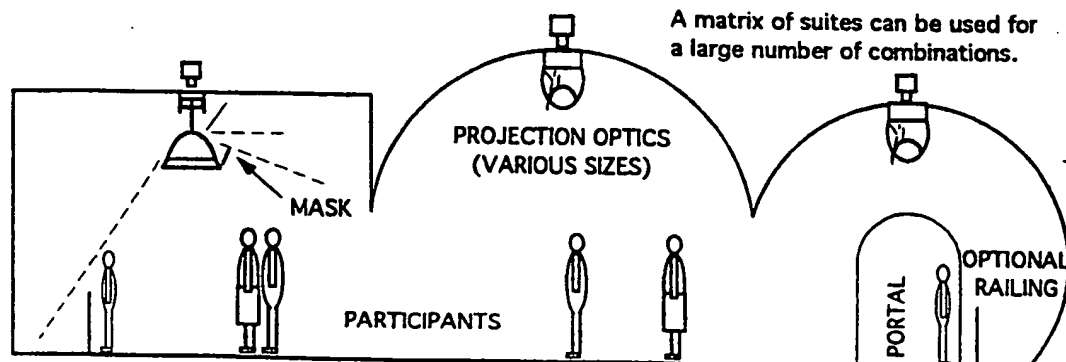 A matrix of suites can be used for
a large number of combinations.
PROJECTION OPTICS
(VARIOUS SIZES)
MASK
PARTICIPANTS
PORTAL
OPTIONAL
RAILING